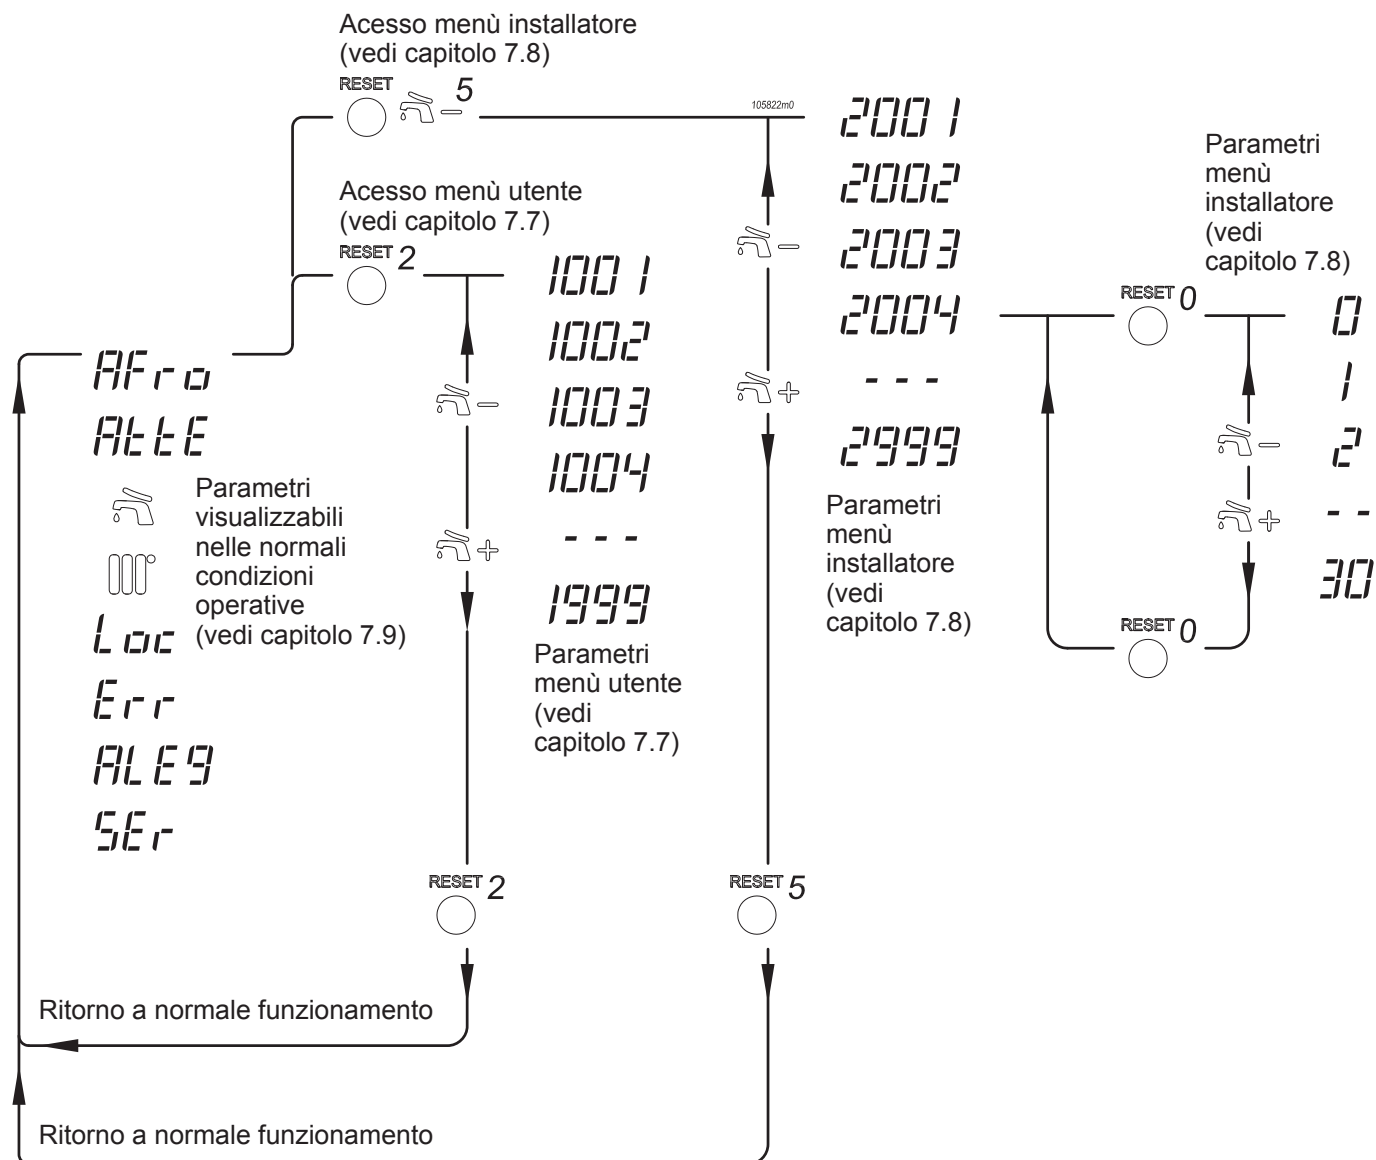 Acesso menù installatore
(vedi capitolo 7.8)
RESET
5
105822m0
Acesso menù utente
(vedi capitolo 7.7)
RESET 2
AFro
AttE
Parametri
visualizzabili
nelle normali
condizioni
operative
(vedi capitolo 7.9)
Loc
Err
ALE9
SEr
1001
1002
1003
1004
- - -
1999
Parametri
menù utente
(vedi
capitolo 7.7)
2001
2002
2003
2004
- - -
2999
Parametri
menù
installatore
(vedi
capitolo 7.8)
Parametri
menù
installatore
(vedi
capitolo 7.8)
RESET 0
0
1
2
- -
30
RESET 0
RESET 2
RESET 5
Ritorno a normale funzionamento
Ritorno a normale funzionamento